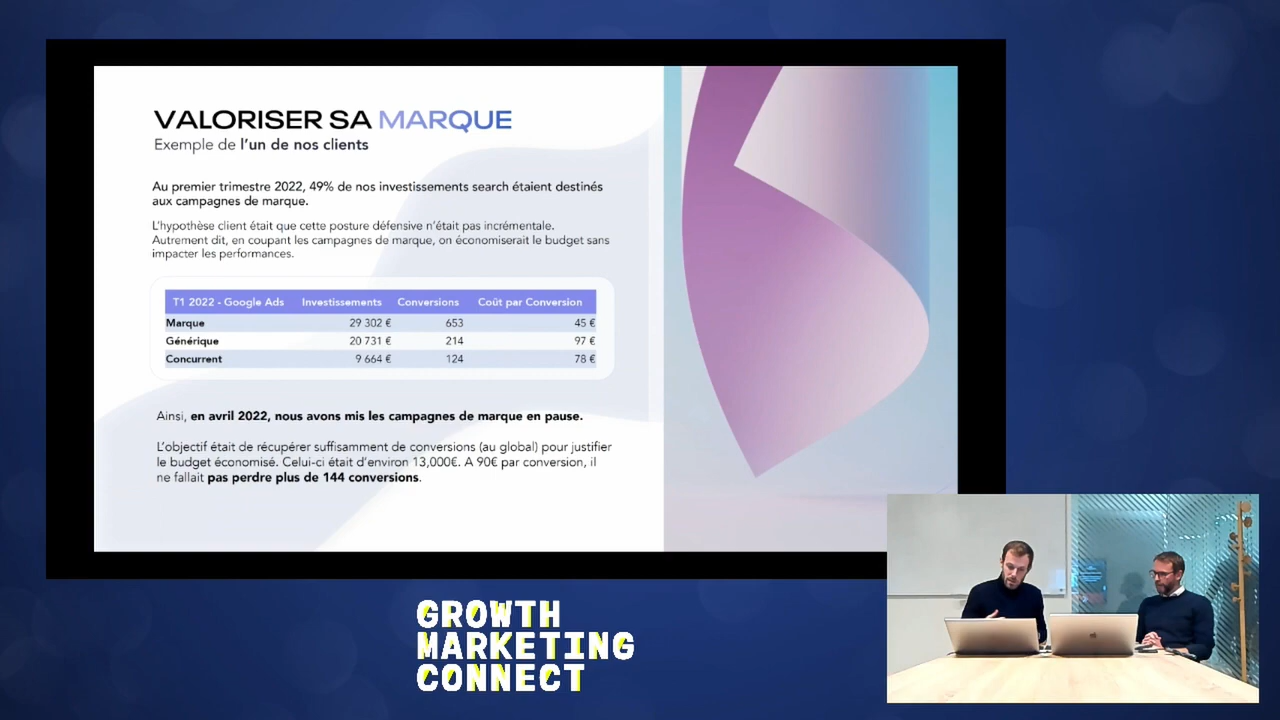 VALORISER SA MARQUE
Exemple de l'un de nos clients
Au premier trimestre 2022, 49% de nos investissements search étaient destinés
aux campagnes de marque.
L'hypothèse client était que cette posture défensive n'était pas incrémentale.
Autrement dit, en coupant les campagnes de marque, on économiserait le budget sans
impacter les performances.
T1 2022 - Google Ads Investissements Conversions Coût par Conversion
Marque 29 302 € 653 45 €
Générique 20 731 € 214 97 €
Concurrent 9 664 € 124 78 €
Ainsi, en avril 2022, nous avons mis les campagnes de marque en pause.
L'objectif était de récupérer suffisamment de conversions (au global) pour justifier
le budget économisé. Celui-ci était d'environ 13,000€. A 90€ par conversion, il
ne fallait pas perdre plus de 144 conversions.
GROWTH
MARKETING
CONNECT